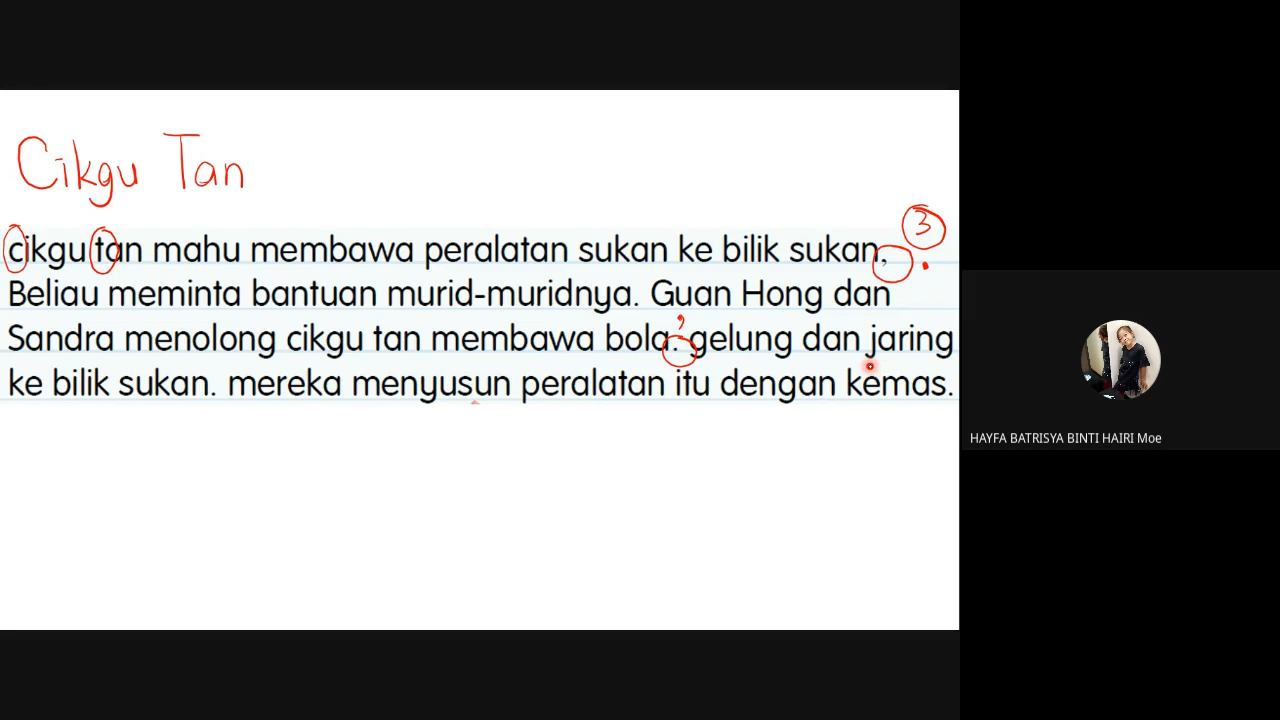 Cikgu Tan
3
cikgu tan mahu membawa peralatan sukan ke bilik sukan, .
Beliau meminta bantuan murid-muridnya. Guan Hong dan
,
Sandra menolong cikgu tan membawa bola. gelung dan jaring
ke bilik sukan. mereka menyusun peralatan itu dengan kemas.
HAYFA BATRISYA BINTI HAIRI Moe